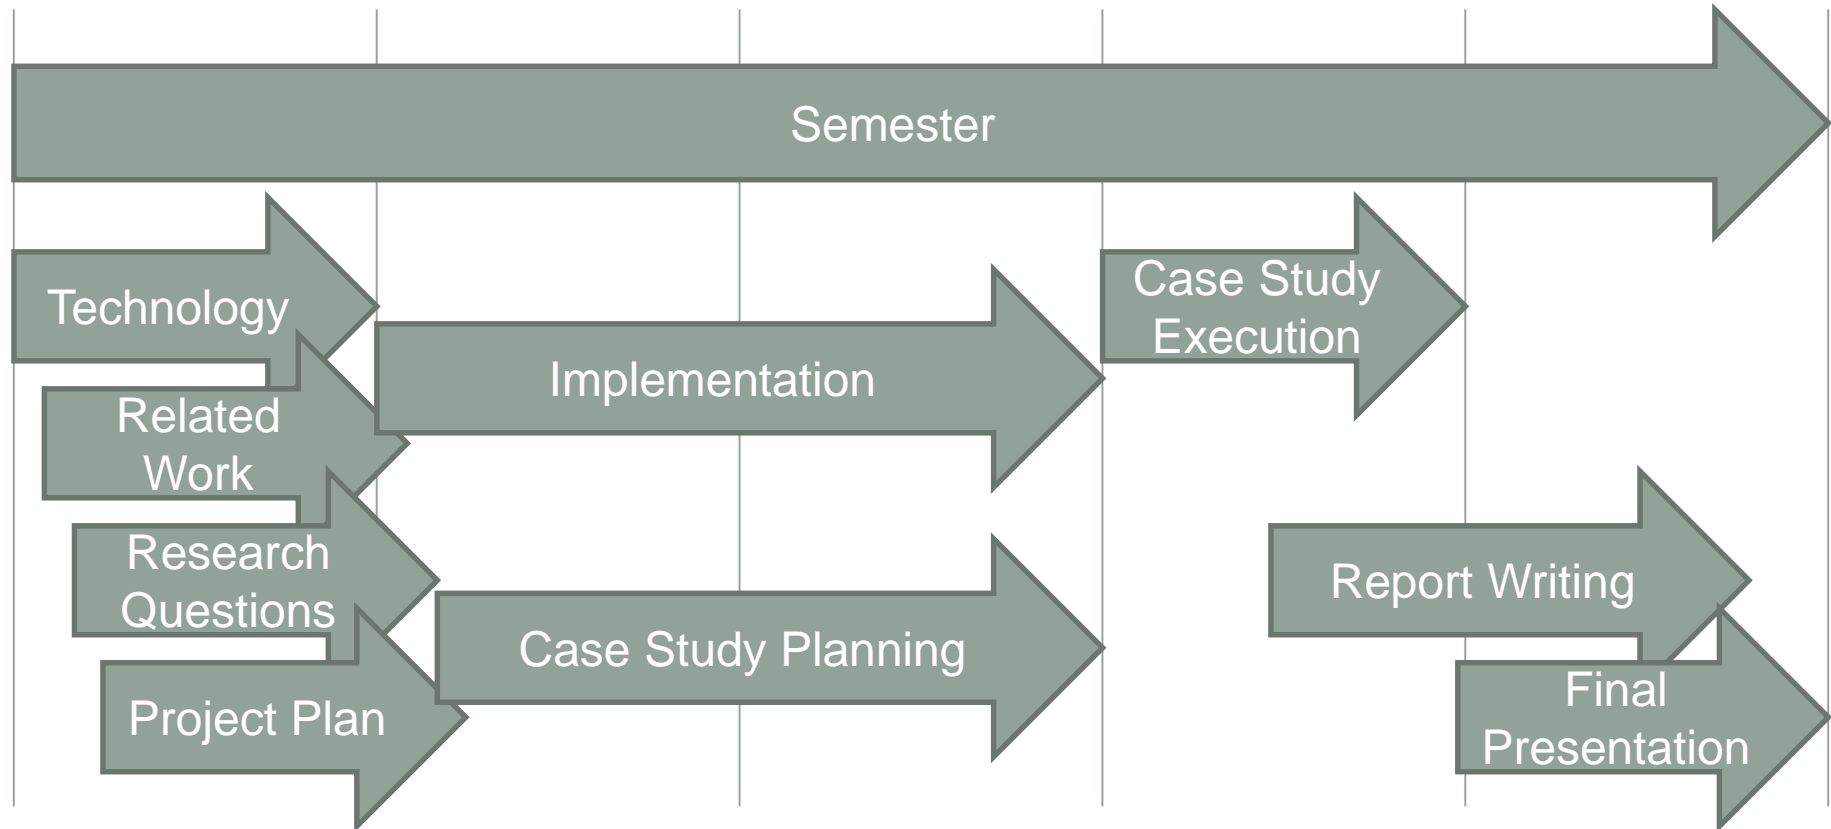 Semester
Technology
Case Study
Execution
Implementation
Related
Work
Research
Questions
Report Writing
Case Study Planning
Project Plan
Final
Presentation